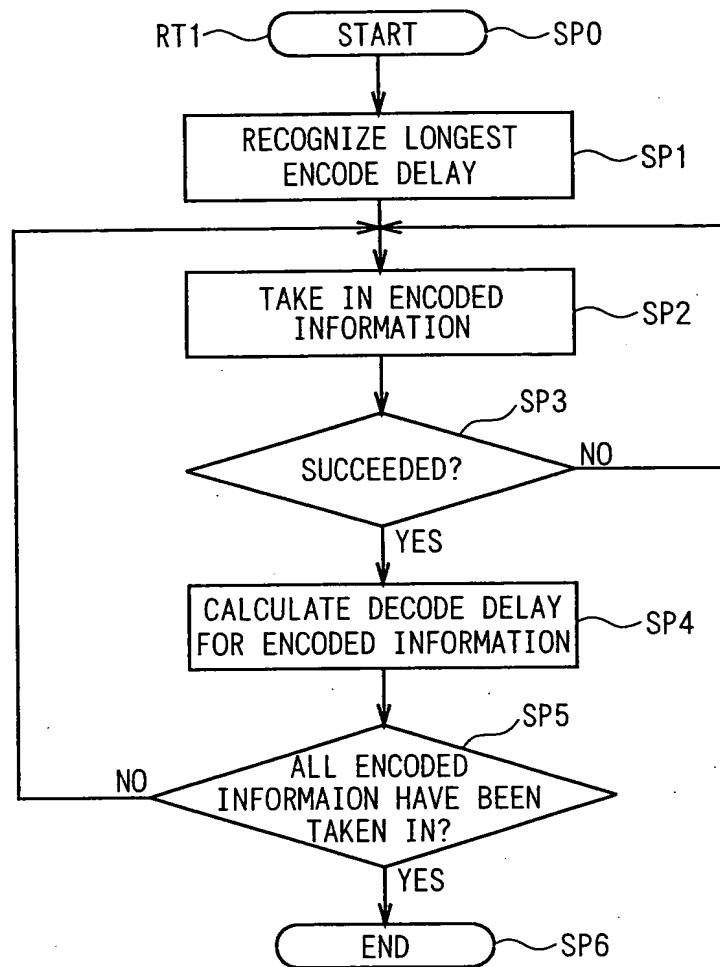 RT1 START SP0
RECOGNIZE LONGEST
ENCODE DELAY
SP1
TAKE IN ENCODED
INFORMATION
SP2
SP3
SUCCEEDED?
NO
YES
CALCULATE DECODE DELAY
FOR ENCODED INFORMATION
SP4
SP5
ALL ENCODED
INFORMAION HAVE BEEN
TAKEN IN?
NO
YES
END SP6